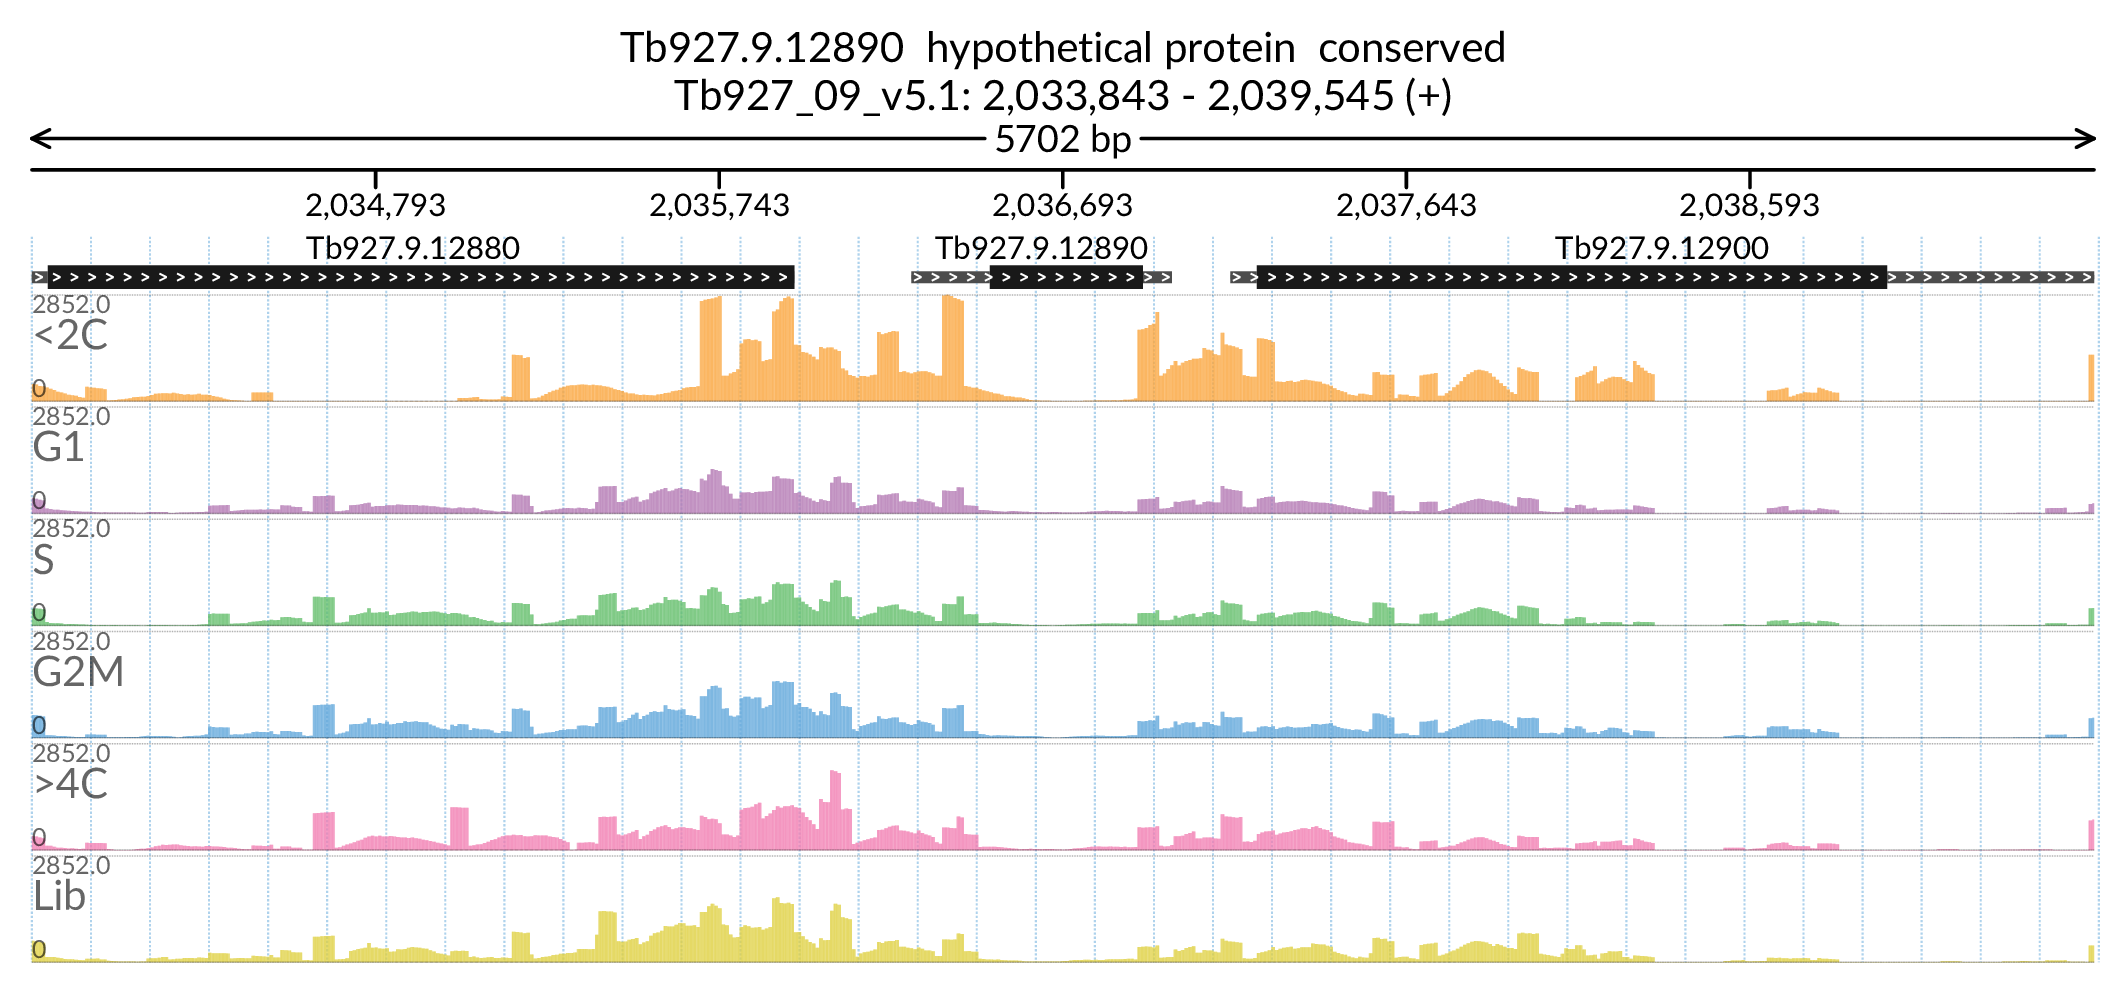 Tb927.9.12890  hypothetical protein  conserved
Tb927_09_v5.1: 2,033,843 - 2,039,545 (+)
5702 bp
2,034,793 2,035,743 2,036,693 2,037,643 2,038,593
Tb927.9.12880 Tb927.9.12890 Tb927.9.12900
2852.0
<2C
0
2852.0
G1
0
2852.0
S
0
2852.0
G2M
0
2852.0
>4C
0
2852.0
Lib
0